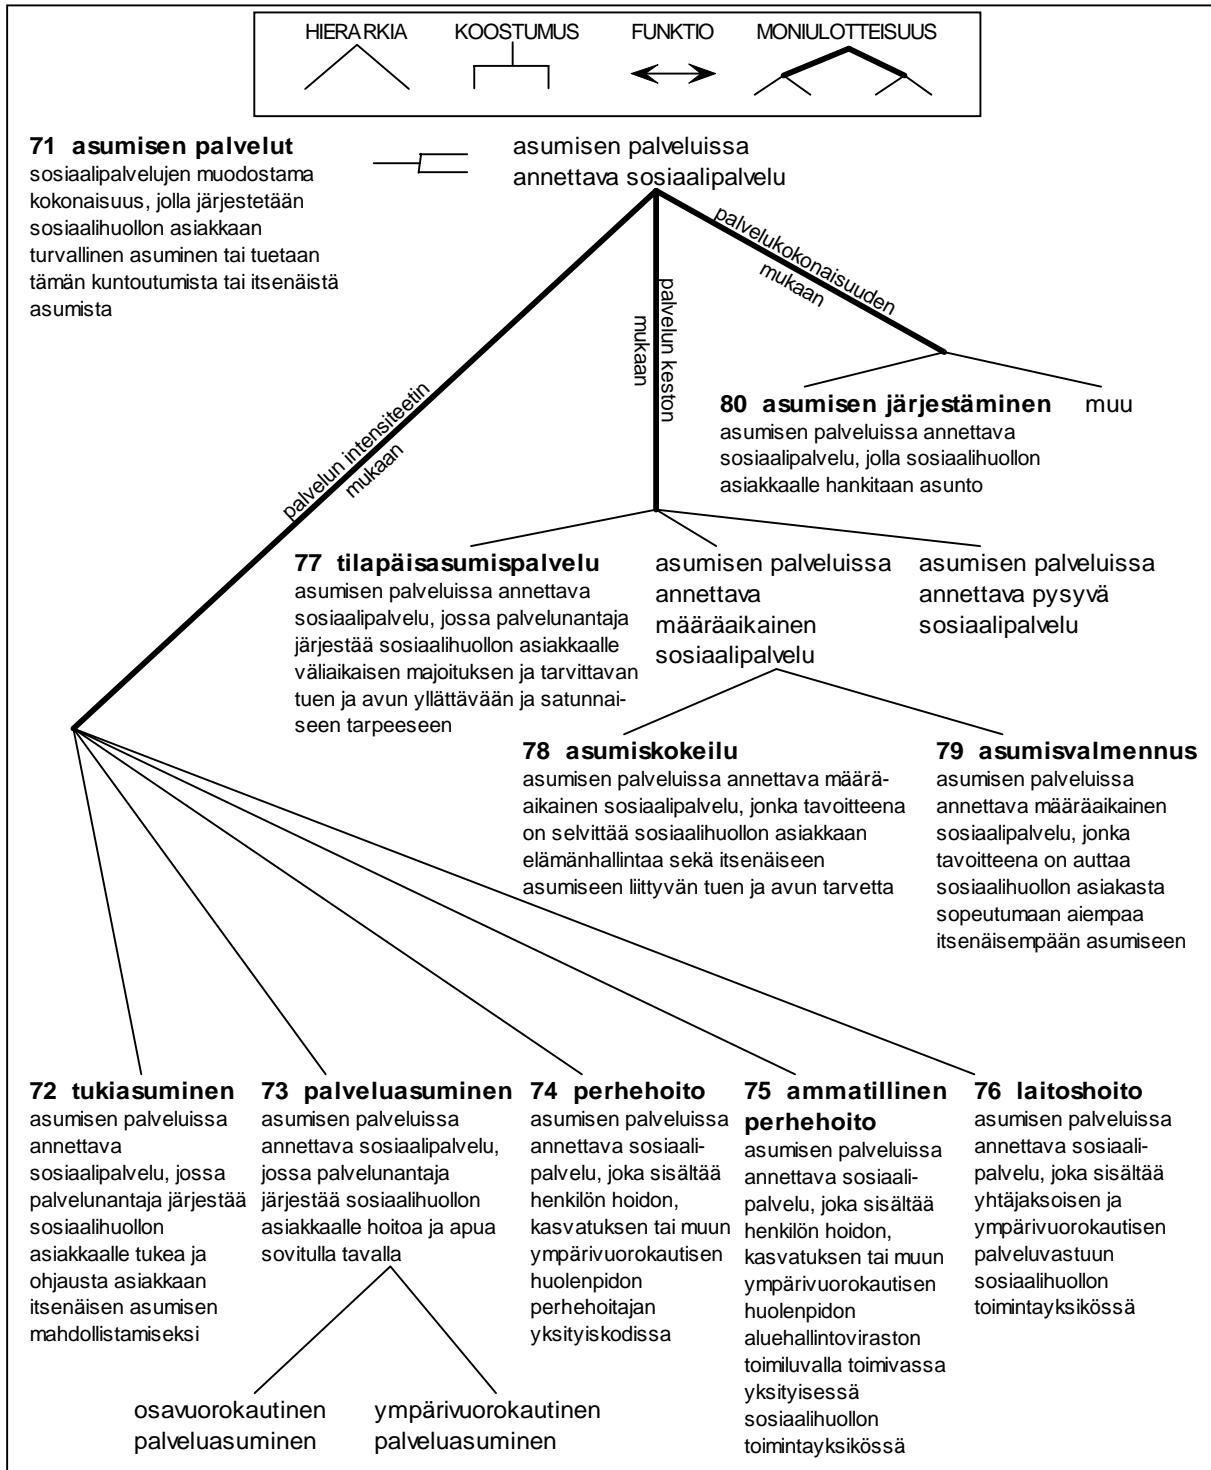 HIERARKIA
KOOSTUMUS
FUNKTIO
MONIULOTTEISUUS
71 asumisen palvelut
sosiaalipalvelujen muodostama
kokonaisuus, jolla järjestetään
sosiaalihuollon asiakkaan
turvallinen asuminen tai tuetaan
tämän kuntoutumista tai itsenäistä
asumista
asumisen palveluissa
annettava sosiaalipalvelu
palvelun intensiteetin
mukaan
palvelun keston
mukaan
palvelukokonaisuuden
mukaan
80 asumisen järjestäminen
asumisen palveluissa annettava
sosiaalipalvelu, jolla sosiaalihuollon
asiakkaalle hankitaan asunto
muu
77 tilapäisasumispalvelu
asumisen palveluissa annettava
sosiaalipalvelu, jossa palvelunantaja
järjestää sosiaalihuollon asiakkaalle
väliaikaisen majoituksen ja tarvittavan
tuen ja avun yllättävään ja satunnai-
seen tarpeeseen
asumisen palveluissa
annettava
määräaikainen
sosiaalipalvelu
asumisen palveluissa
annettava pysyvä
sosiaalipalvelu
78 asumiskokeilu
asumisen palveluissa annettava määrä-
aikainen sosiaalipalvelu, jonka tavoitteena
on selvittää sosiaalihuollon asiakkaan
elämänhallintaa sekä itsenäiseen
asumiseen liittyvän tuen ja avun tarvetta
79 asumisvalmennus
asumisen palveluissa
annettava määräaikainen
sosiaalipalvelu, jonka
tavoitteena on auttaa
sosiaalihuollon asiakasta
sopeutumaan aiempaa
itsenäisempään asumiseen
72 tukiasuminen
asumisen palveluissa
annettava
sosiaalipalvelu, jossa
palvelunantaja järjestää
sosiaalihuollon
asiakkaalle tukea ja
ohjausta asiakkaan
itsenäisen asumisen
mahdollistamiseksi
73 palveluasuminen
asumisen palveluissa
annettava sosiaalipalvelu,
jossa palvelunantaja
järjestää sosiaalihuollon
asiakkaalle hoitoa ja apua
sovitulla tavalla
osavuorokautinen
palveluasuminen
ympärivuorokautinen
palveluasuminen
74 perhehoito
asumisen palveluissa
annettava sosiaali-
palvelu, joka sisältää
henkilön hoidon,
kasvatuksen tai muun
ympärivuorokautisen
huolenpidon
perhehoitajan
yksityiskodissa
75 ammatillinen
perhehoito
asumisen palveluissa
annettava sosiaali-
palvelu, joka sisältää
henkilön hoidon,
kasvatuksen tai muun
ympärivuorokautisen
huolenpidon
aluehallintoviraston
toimiluvalla toimivassa
yksityisessä
sosiaalihuollon
toimintayksikössä
76 laitoshoito
asumisen palveluissa
annettava sosiaali-
palvelu, joka sisältää
yhtäjaksoisen ja
ympärivuorokautisen
palveluvastuun
sosiaalihuollon
toimintayksikössä